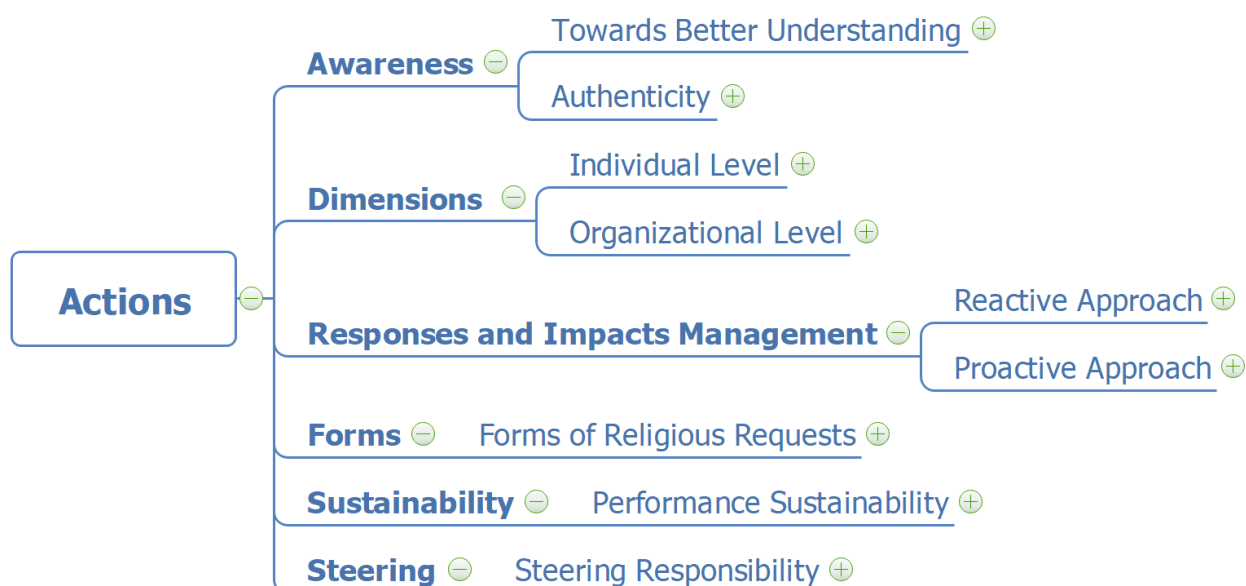 Actions
Awareness
Towards Better Understanding
Authenticity
Dimensions
Individual Level
Organizational Level
Responses and Impacts Management
Reactive Approach
Proactive Approach
Forms
Forms of Religious Requests
Sustainability
Performance Sustainability
Steering
Steering Responsibility